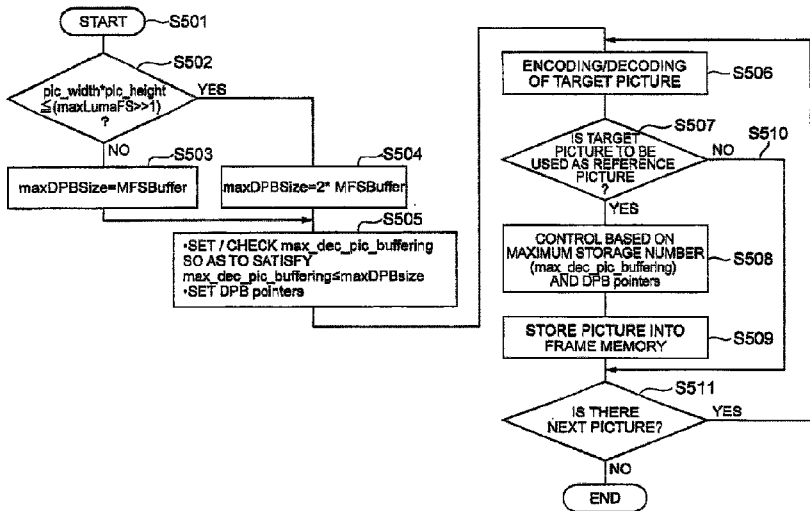 START
S501
S502
pic_width*pic_height
≦(maxLumaFS>>1)
?
YES
NO
S503
maxDPBSize=MFSBuffer
S504
maxDPBSize=2* MFSBuffer
S505
•SET / CHECK max_dec_pic_buffering
SO AS TO SATISFY
max_dec_pic_buffering≤maxDPBsize
•SET DPB pointers
ENCODING/DECODING
OF TARGET PICTURE
S506
S507
IS TARGET
PICTURE TO BE
USED AS REFERENCE
PICTURE
?
NO
S510
YES
CONTROL BASED ON
MAXIMUM STORAGE NUMBER
(max_dec_pic_buffering)
AND DPB pointers
S508
STORE PICTURE INTO
FRAME MEMORY
S509
S511
IS THERE
NEXT PICTURE?
YES
NO
END